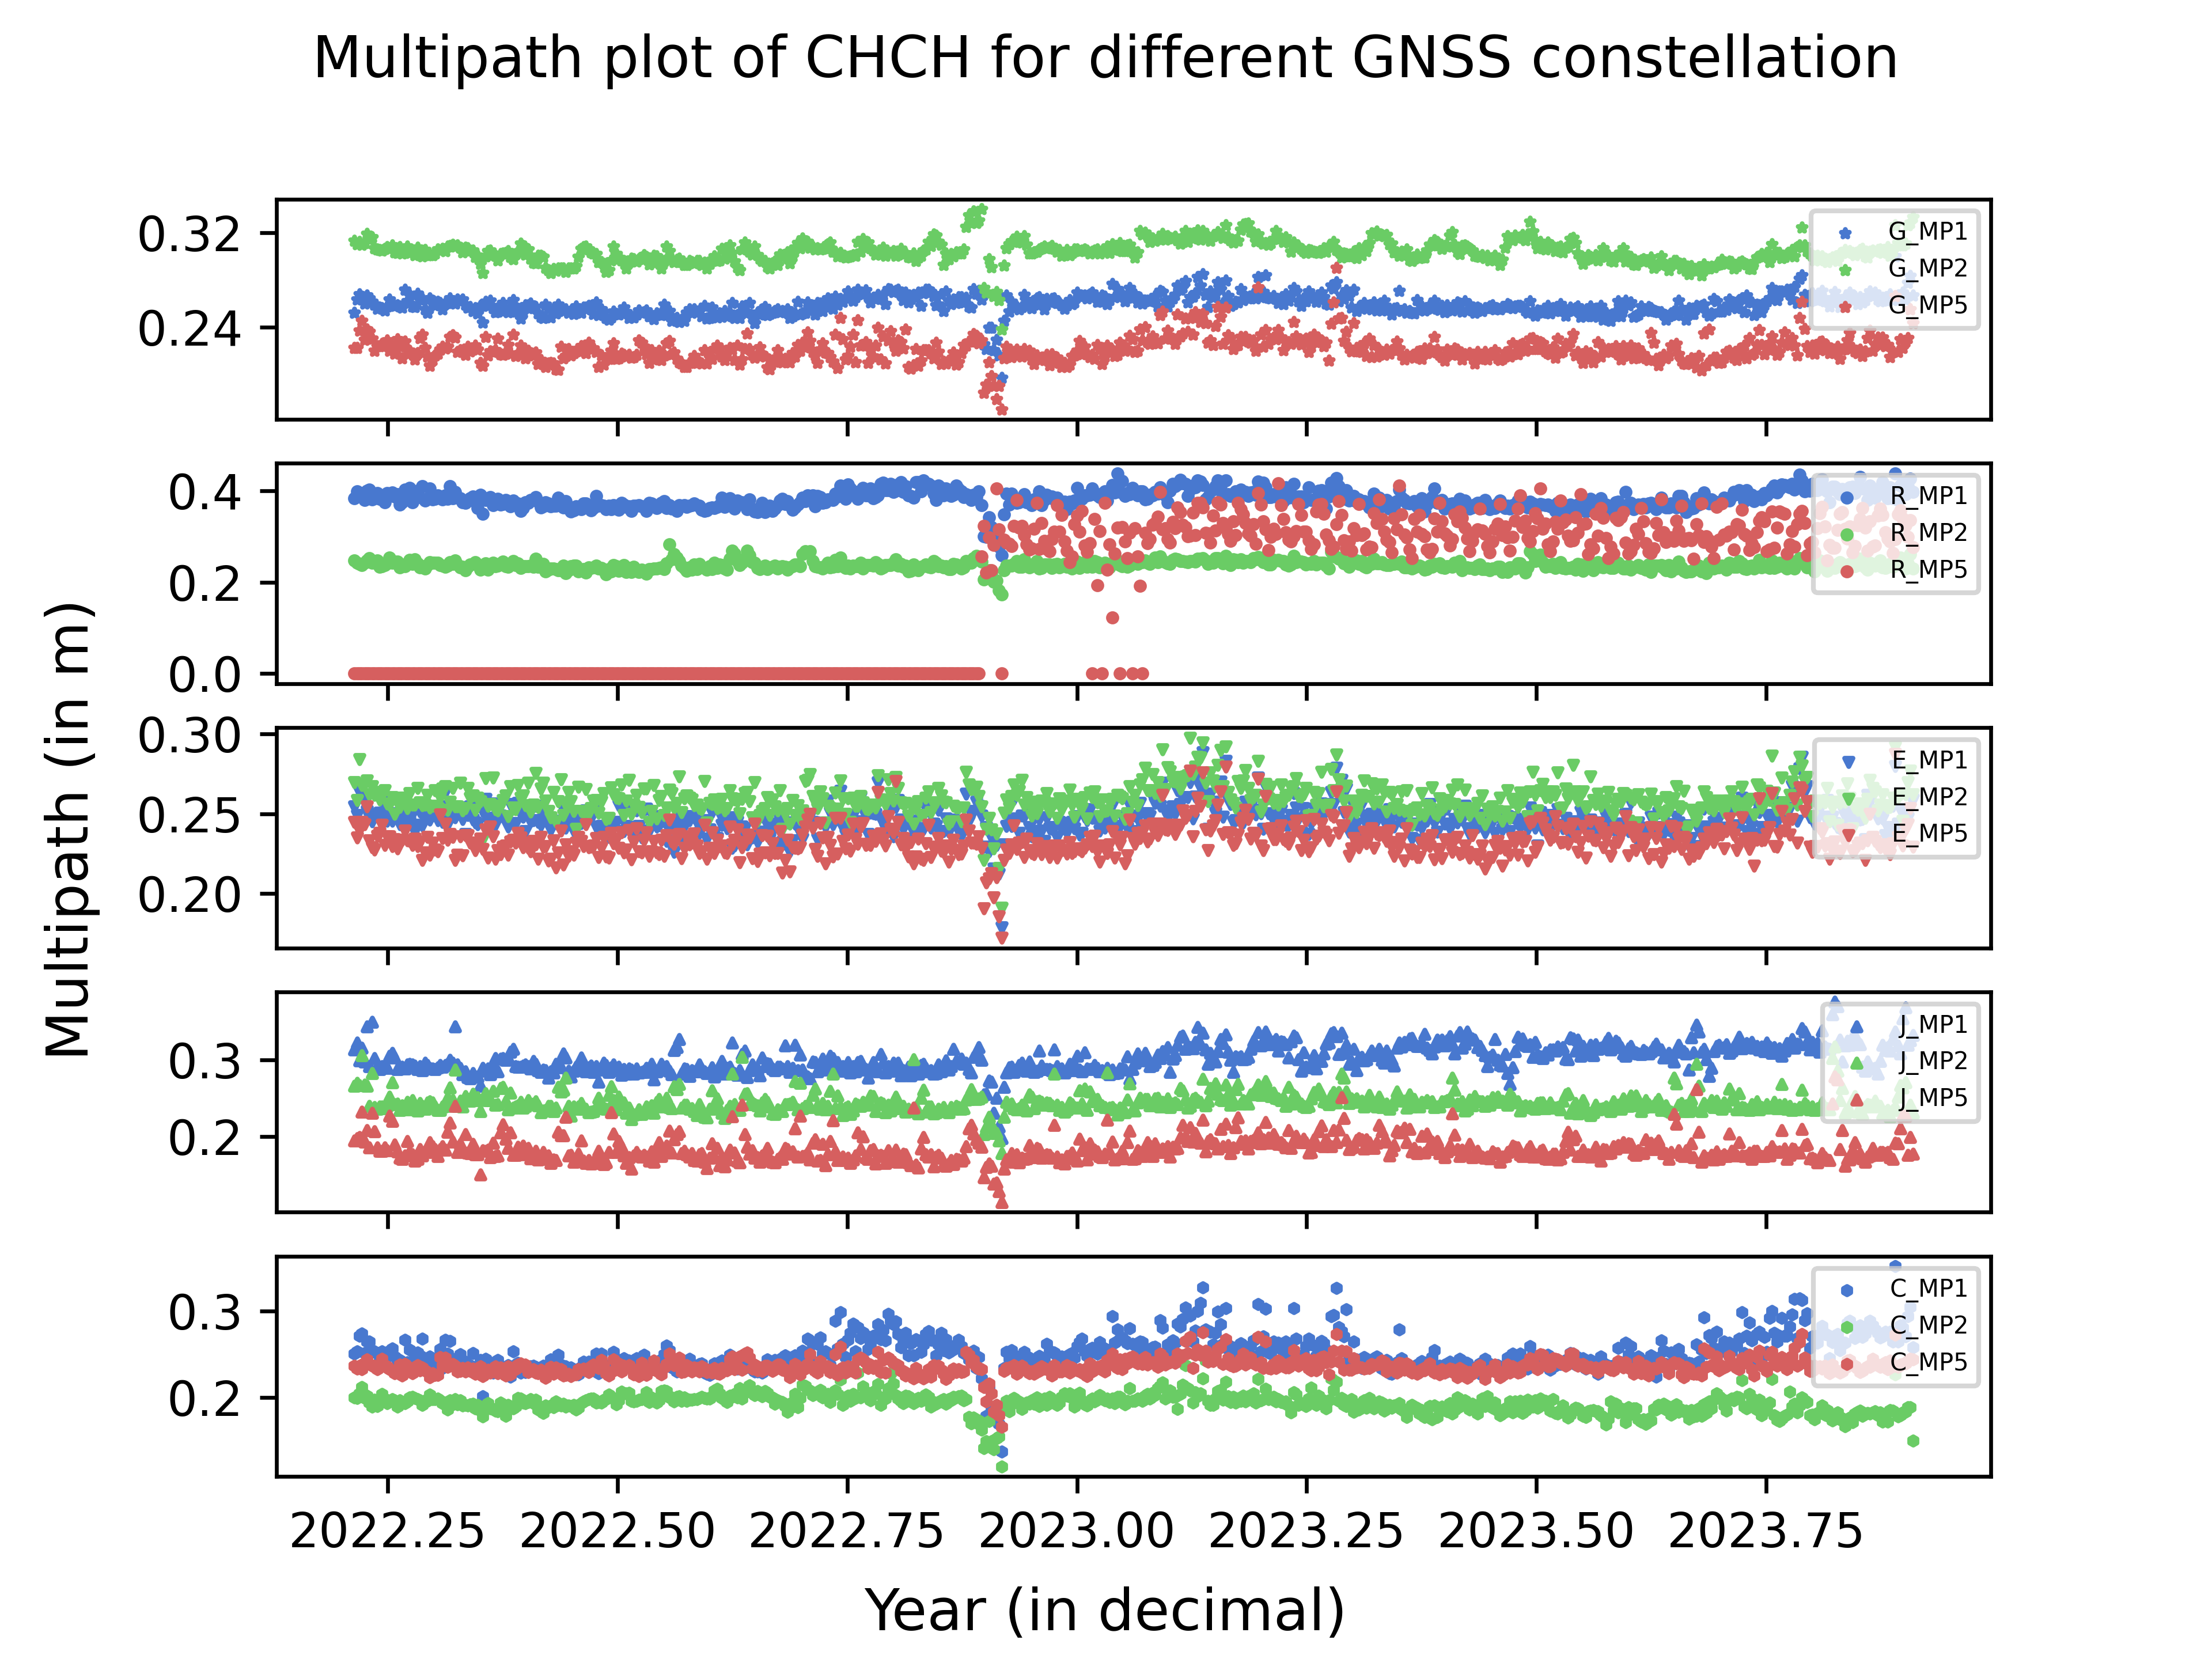 Multipath plot of CHCH for different GNSS constellation
0.32
0.24
G_MP1
G_MP2
G_MP5
0.4
0.2
0.0
R_MP1
R_MP2
R_MP5
0.30
0.25
0.20
E_MP1
E_MP2
E_MP5
0.3
0.2
J_MP1
J_MP2
J_MP5
0.3
0.2
C_MP1
C_MP2
C_MP5
Multipath (in m)
2022.25 2022.50 2022.75 2023.00 2023.25 2023.50 2023.75
Year (in decimal)